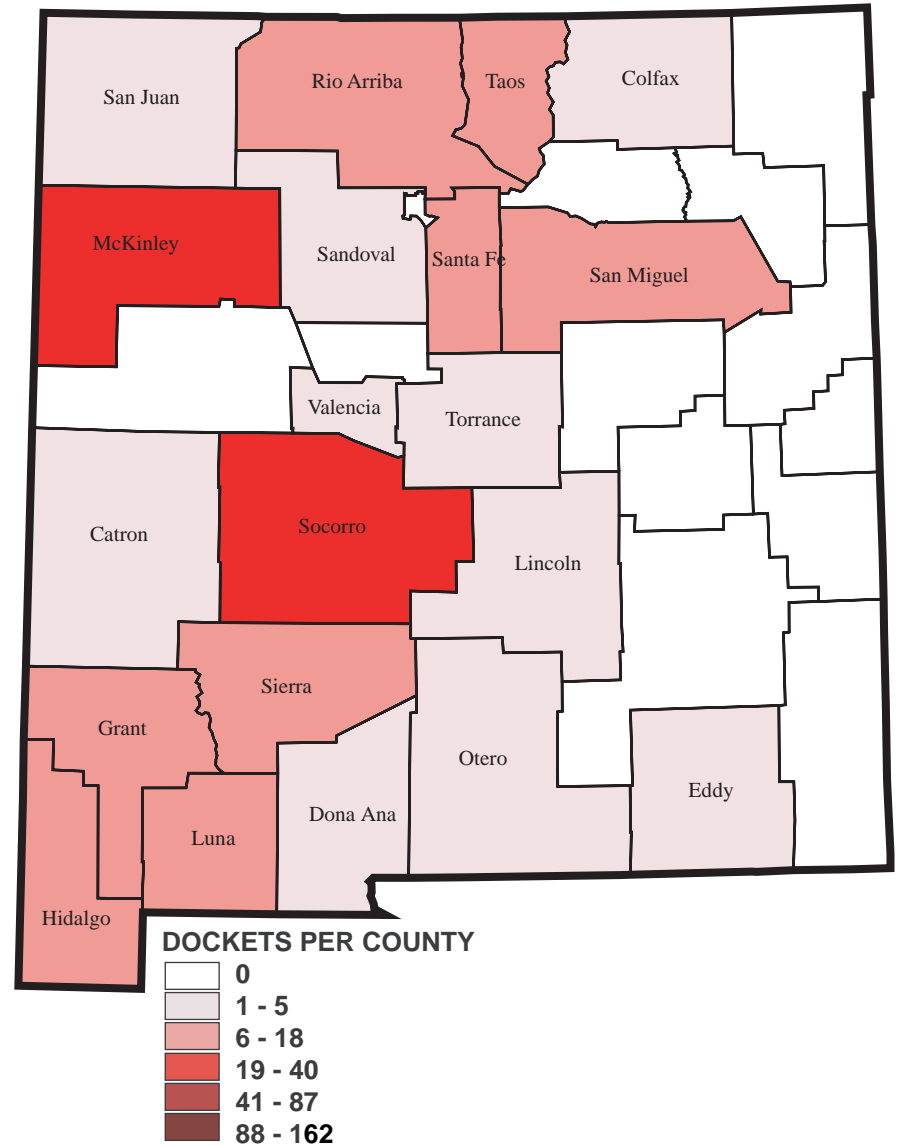 Rio Arriba
Taos
Colfax
San Juan
McKinley
Sandoval
Santa Fe
San Miguel
Valencia
Torrance
Catron
Socorro
Lincoln
Sierra
Grant
Otero
Eddy
Dona Ana
Luna
Hidalgo
DOCKETS PER COUNTY
0
1 - 5
6 - 18
19 - 40
41 - 87
88 - 162